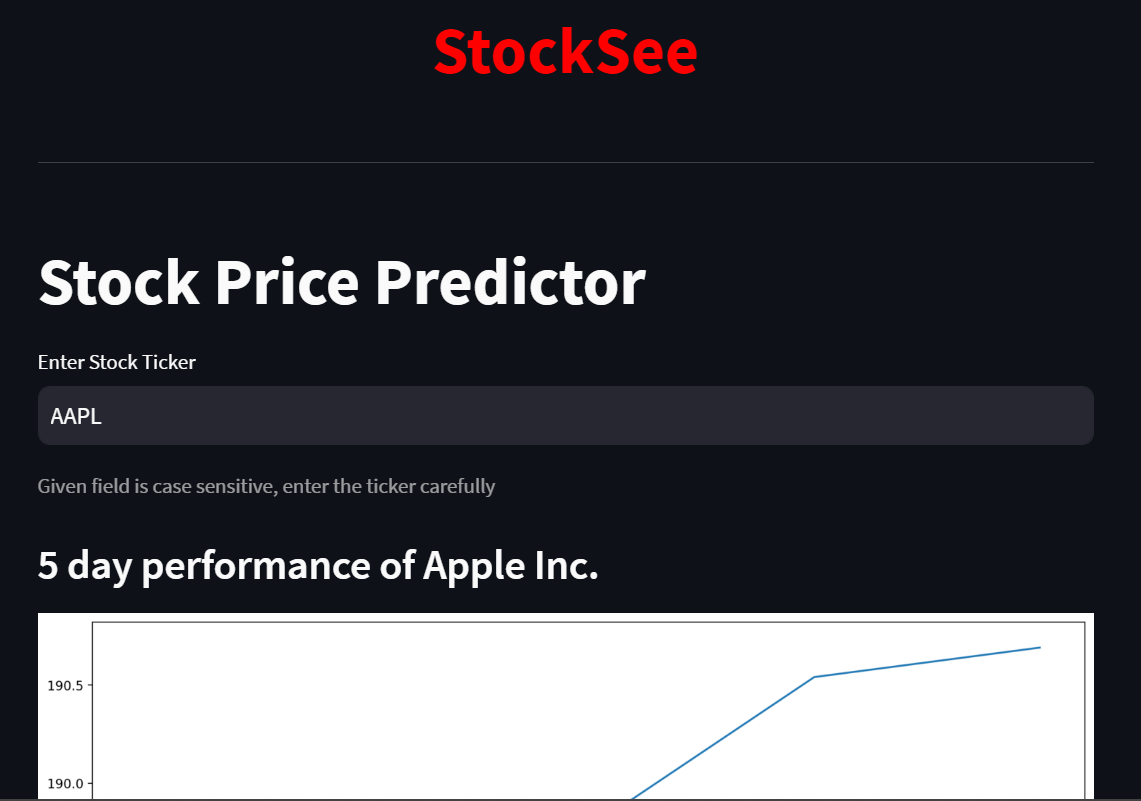 StockSee
Stock Price Predictor
Enter Stock Ticker
AAPL
Given field is case sensitive, enter the ticker carefully
5 day performance of Apple Inc.
190.5
190.0